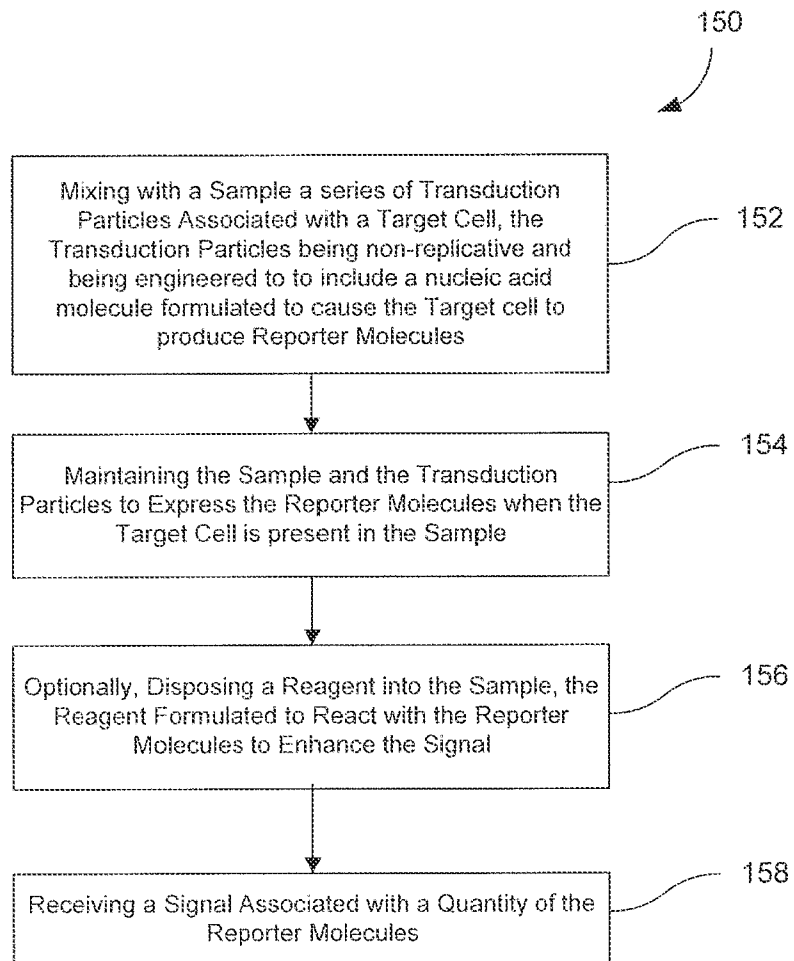 150
Mixing with a Sample a series of Transduction
Particles Associated with a Target Cell, the
Transduction Particles being non-replicative and
being engineered to to include a nucleic acid
molecule formulated to cause the Target cell to
produce Reporter Molecules
152
Maintaining the Sample and the Transduction
Particles to Express the Reporter Molecules when the
Target Cell is present in the Sample
154
Optionally, Disposing a Reagent into the Sample, the
Reagent Formulated to React with the Reporter
Molecules to Enhance the Signal
156
Receiving a Signal Associated with a Quantity of the
Reporter Molecules
158